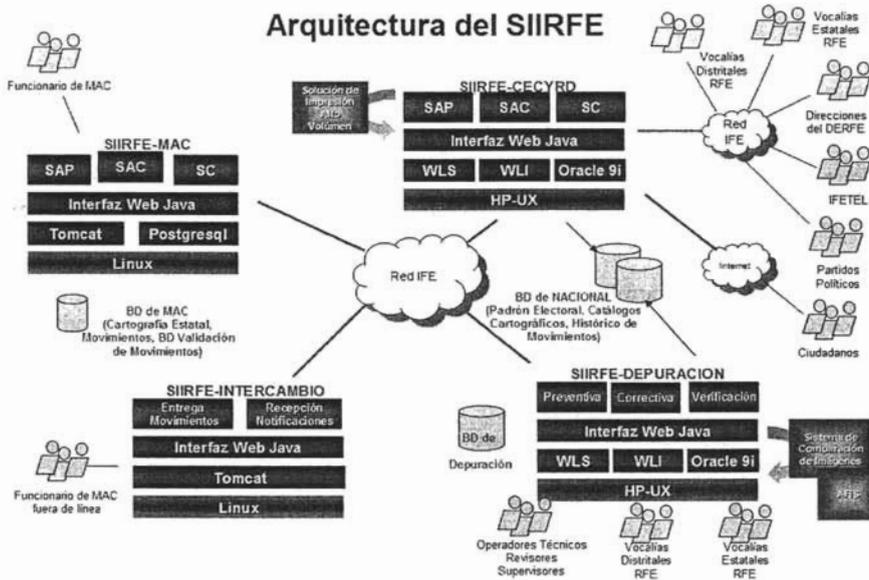 Arquitectura del SIIRFE
Funcionario de MAC
SIIRFE-MAC
SAP SAC SC
Interfaz Web Java
Tomcat Postgresql
Linux
BD de MAC
(Cartografía Estatal,
Movimientos, BD Validación
de Movimientos)
Solución de
Impresión
Volúmen
SIIRFE-CECYRD
SAP SAC SC
Interfaz Web Java
WLS WLI Oracle 9i
HP-UX
Vocalías
Distritales
RFE
Vocalías
Estatales
RFE
Red
IFE
Direcciones
del DERFE
IFETEL
Partidos
Políticos
Internet
Ciudadanos
Red IFE
BD de NACIONAL
(Padrón Electoral, Catálogos
Cartográficos, Histórico de
Movimientos)
SIIRFE-INTERCAMBIO
Entrega
Movimientos
Recepción
Notificaciones
Interfaz Web Java
Tomcat
Linux
Funcionario de MAC
fuera de línea
SIIRFE-DEPURACION
Preventiva Correctiva Verificación
Interfaz Web Java
WLS WLI Oracle 9i
HP-UX
BD de
Depuración
Sistema de
Comparación
de Imágenes
AFIS
Operadores Técnicos
Revisores
Supervisores
Vocalías
Distritales
RFE
Vocalías
Estatales
RFE